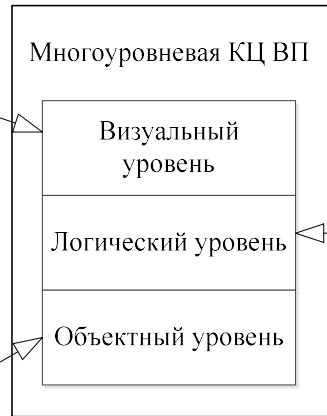 Многоуровневая КЦ ВП
Визуальный
уровень
Логический уровень
Объектный уровень